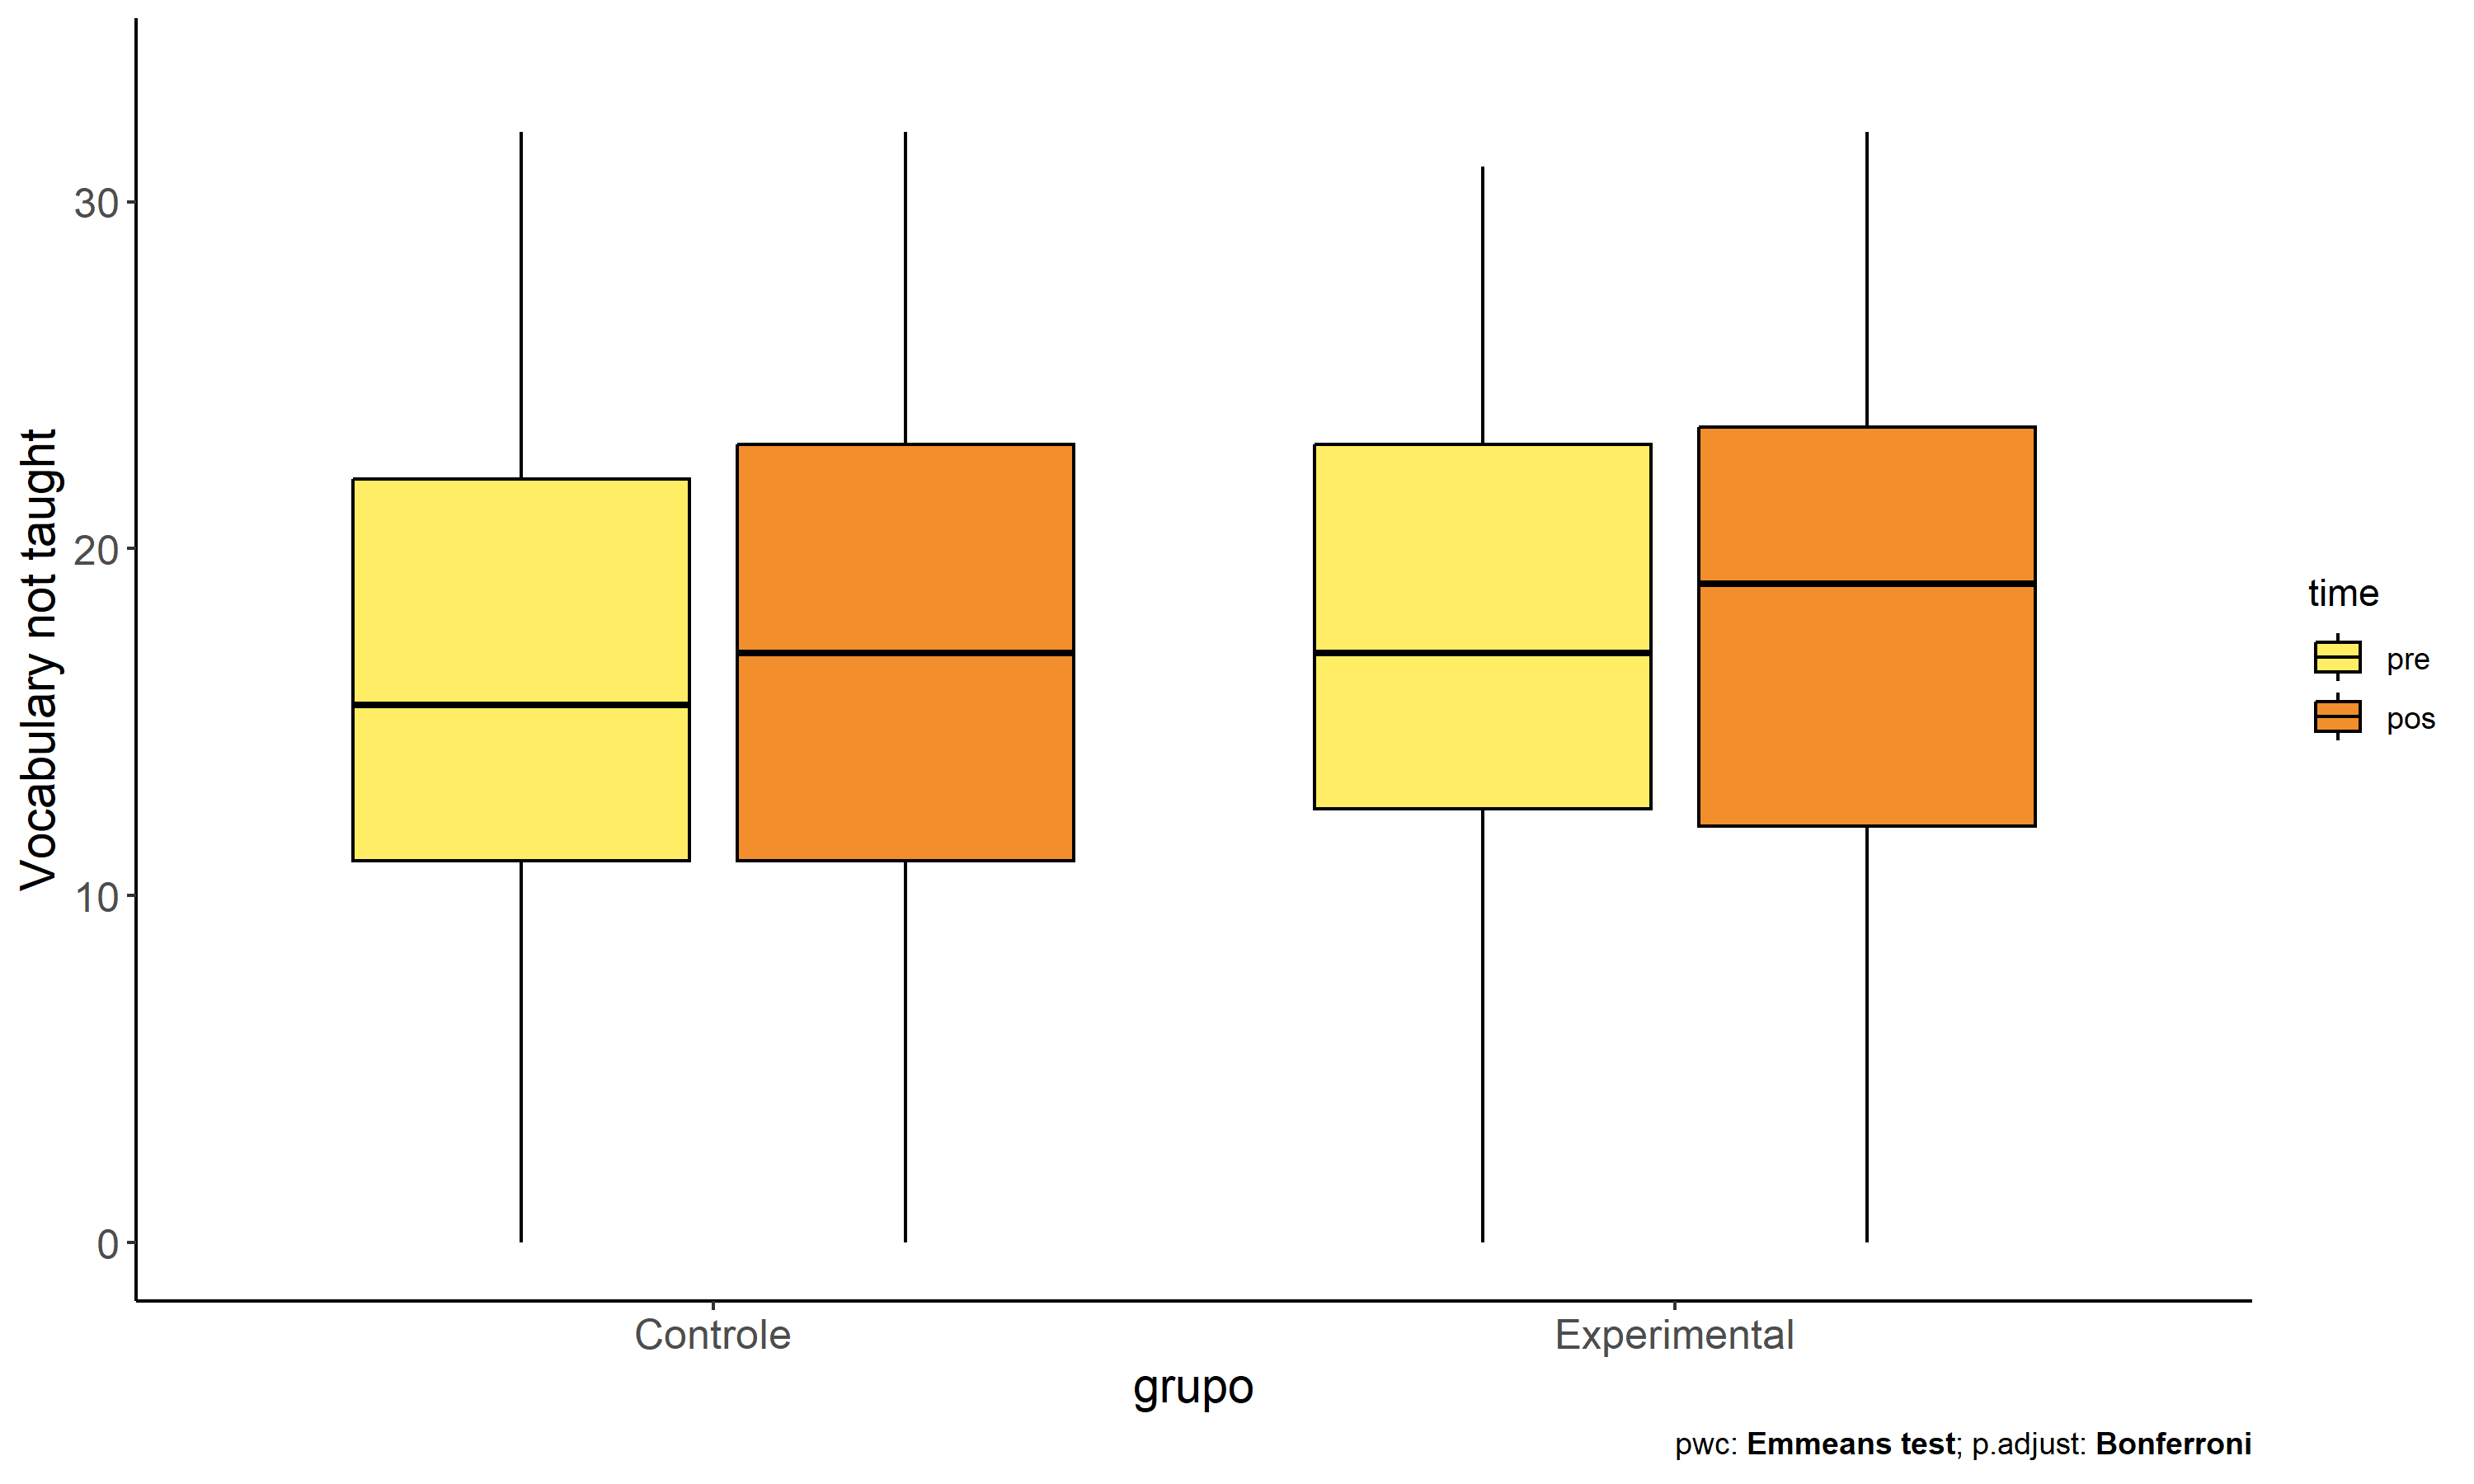 Vocabulary not taught
30
20
10
0
Controle
Experimental
grupo
time
pre
pos
pwc: Emmeans test; p.adjust: Bonferroni